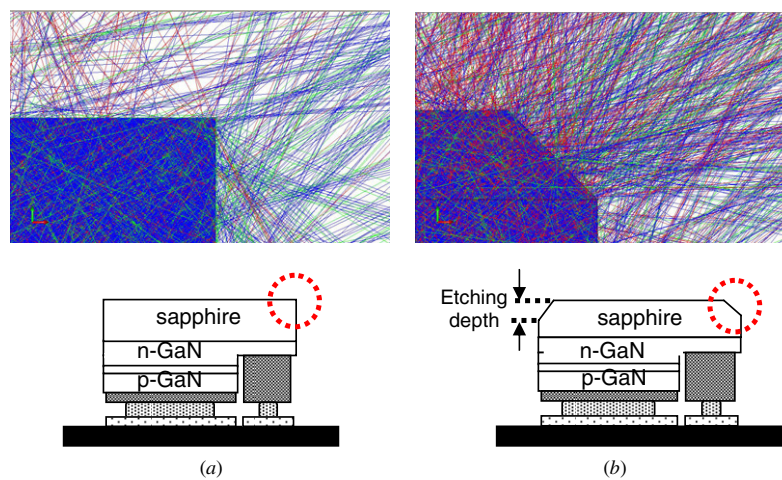 sapphire
n-GaN
p-GaN
Etching
depth
sapphire
n-GaN
p-GaN
(a)
(b)